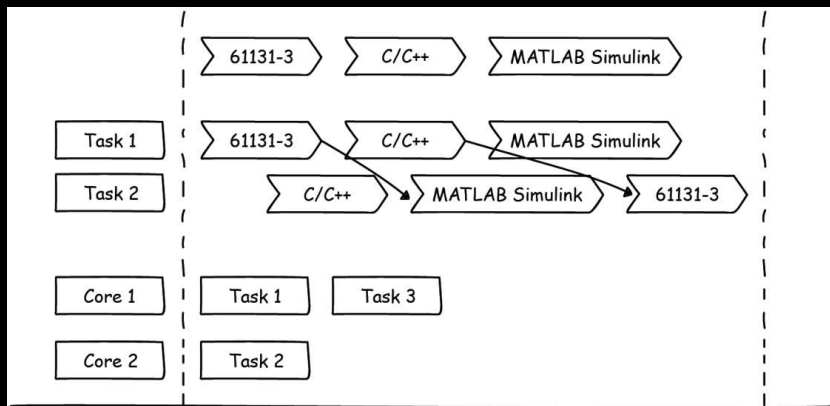 61131-3 C/C++ MATLAB Simulink
Task 1 61131-3 C/C++ MATLAB Simulink
Task 2 C/C++ MATLAB Simulink 61131-3
Core 1 Task 1 Task 3
Core 2 Task 2